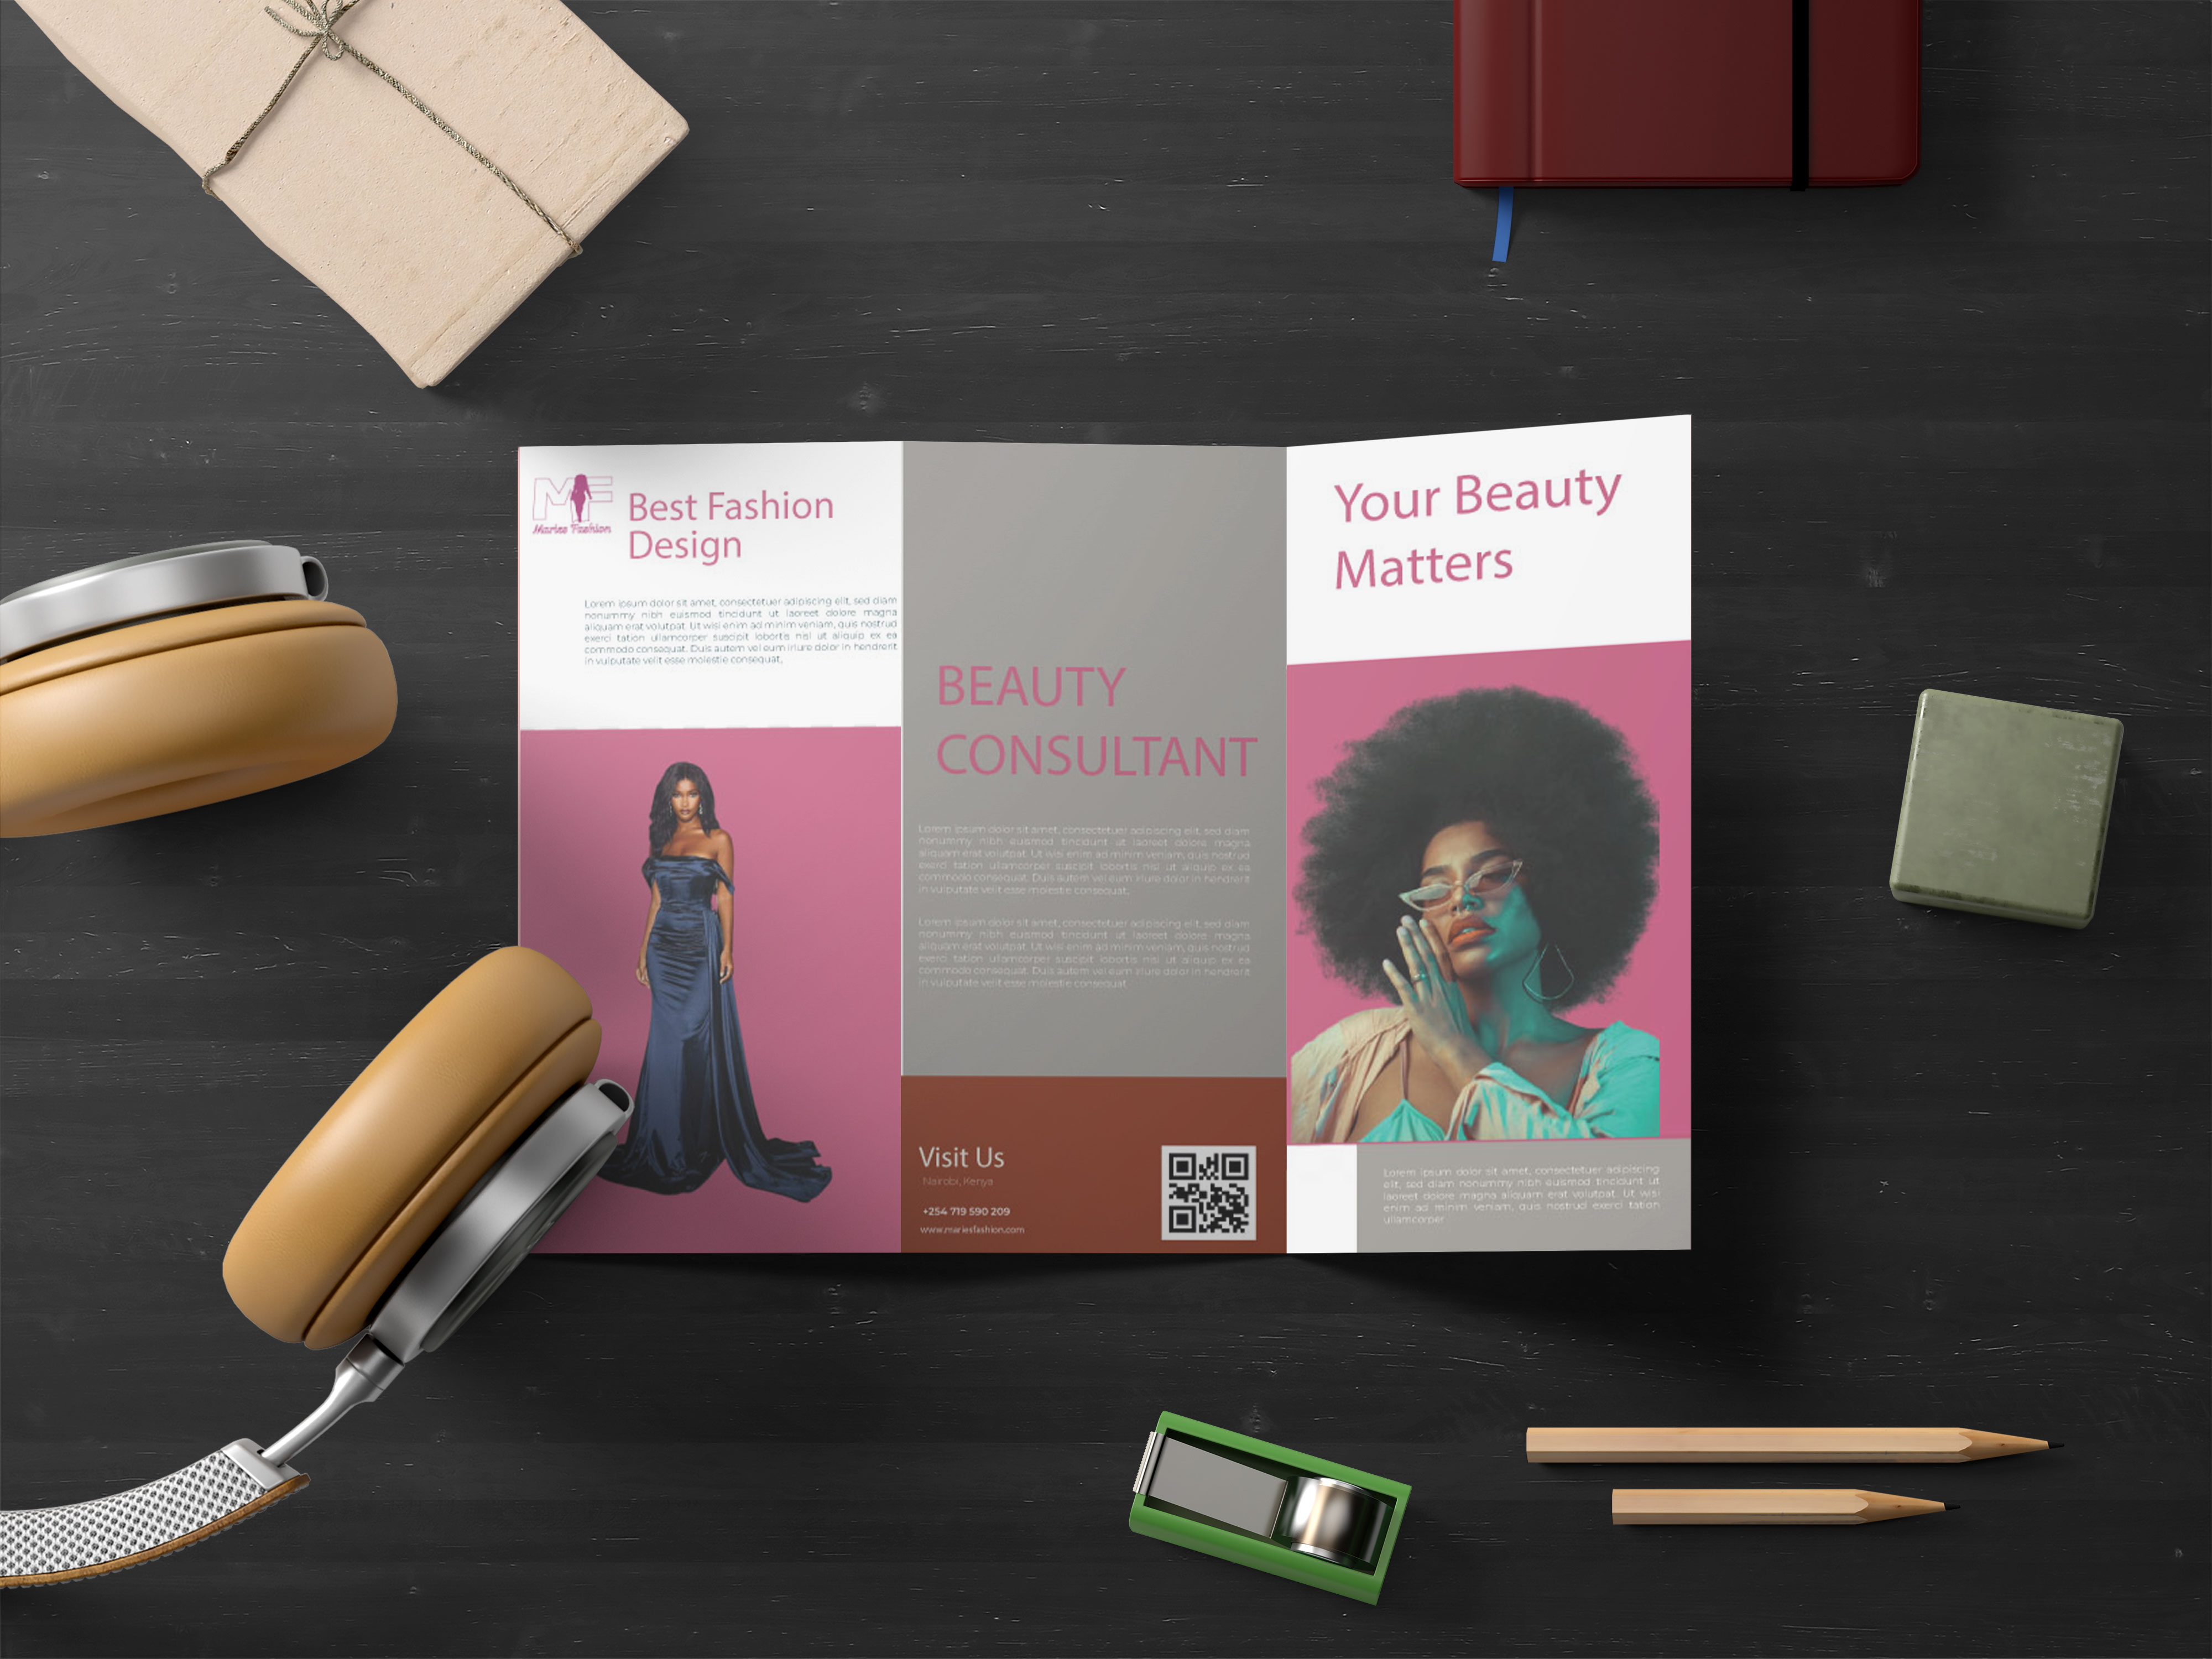 MF
Maries Fashion
Best Fashion
Design
Lorem ipsum dolor sit amet, consectetuer adipiscing elit, sed diam
nonummy nibh euismod tincidunt ut laoreet dolore magna
aliquam erat volutpat. Ut wisi enim ad minim veniam, quis nostrud
exerci tation ullamcorper suscipit lobortis nisl ut aliquip ex ea
commodo consequat. Duis autem vel eum iriure dolor in hendrerit
in vulputate velit esse molestie consequat,
BEAUTY
CONSULTANT
Lorem ipsum dolor sit amet, consectetuer adipiscing elit, sed diam
nonummy nibh euismod tincidunt ut laoreet dolore magna
aliquam erat volutpat. Ut wisi enim ad minim veniam, quis nostrud
exerci tation ullamcorper suscipit lobortis nisl ut aliquip ex ea
commodo consequat. Duis autem vel eum iriure dolor in hendrerit
in vulputate velit esse molestie consequat,
Lorem ipsum dolor sit amet, consectetuer adipiscing elit, sed diam
nonummy nibh euismod tincidunt ut laoreet dolore magna
aliquam erat volutpat. Ut wisi enim ad minim veniam, quis nostrud
exerci tation ullamcorper suscipit lobortis nisl ut aliquip ex ea
commodo consequat. Duis autem vel eum iriure dolor in hendrerit
in vulputate velit esse molestie consequat,
Visit Us
Nairobi, Kenya
+254 719 590 209
www.mariesfashion.com
Your Beauty
Matters
Lorem ipsum dolor sit amet, consectetuer adipiscing
elit, sed diam nonummy nibh euismod tincidunt ut
laoreet dolore magna aliquam erat volutpat. Ut wisi
enim ad minim veniam, quis nostrud exerci tation
ullamcorper